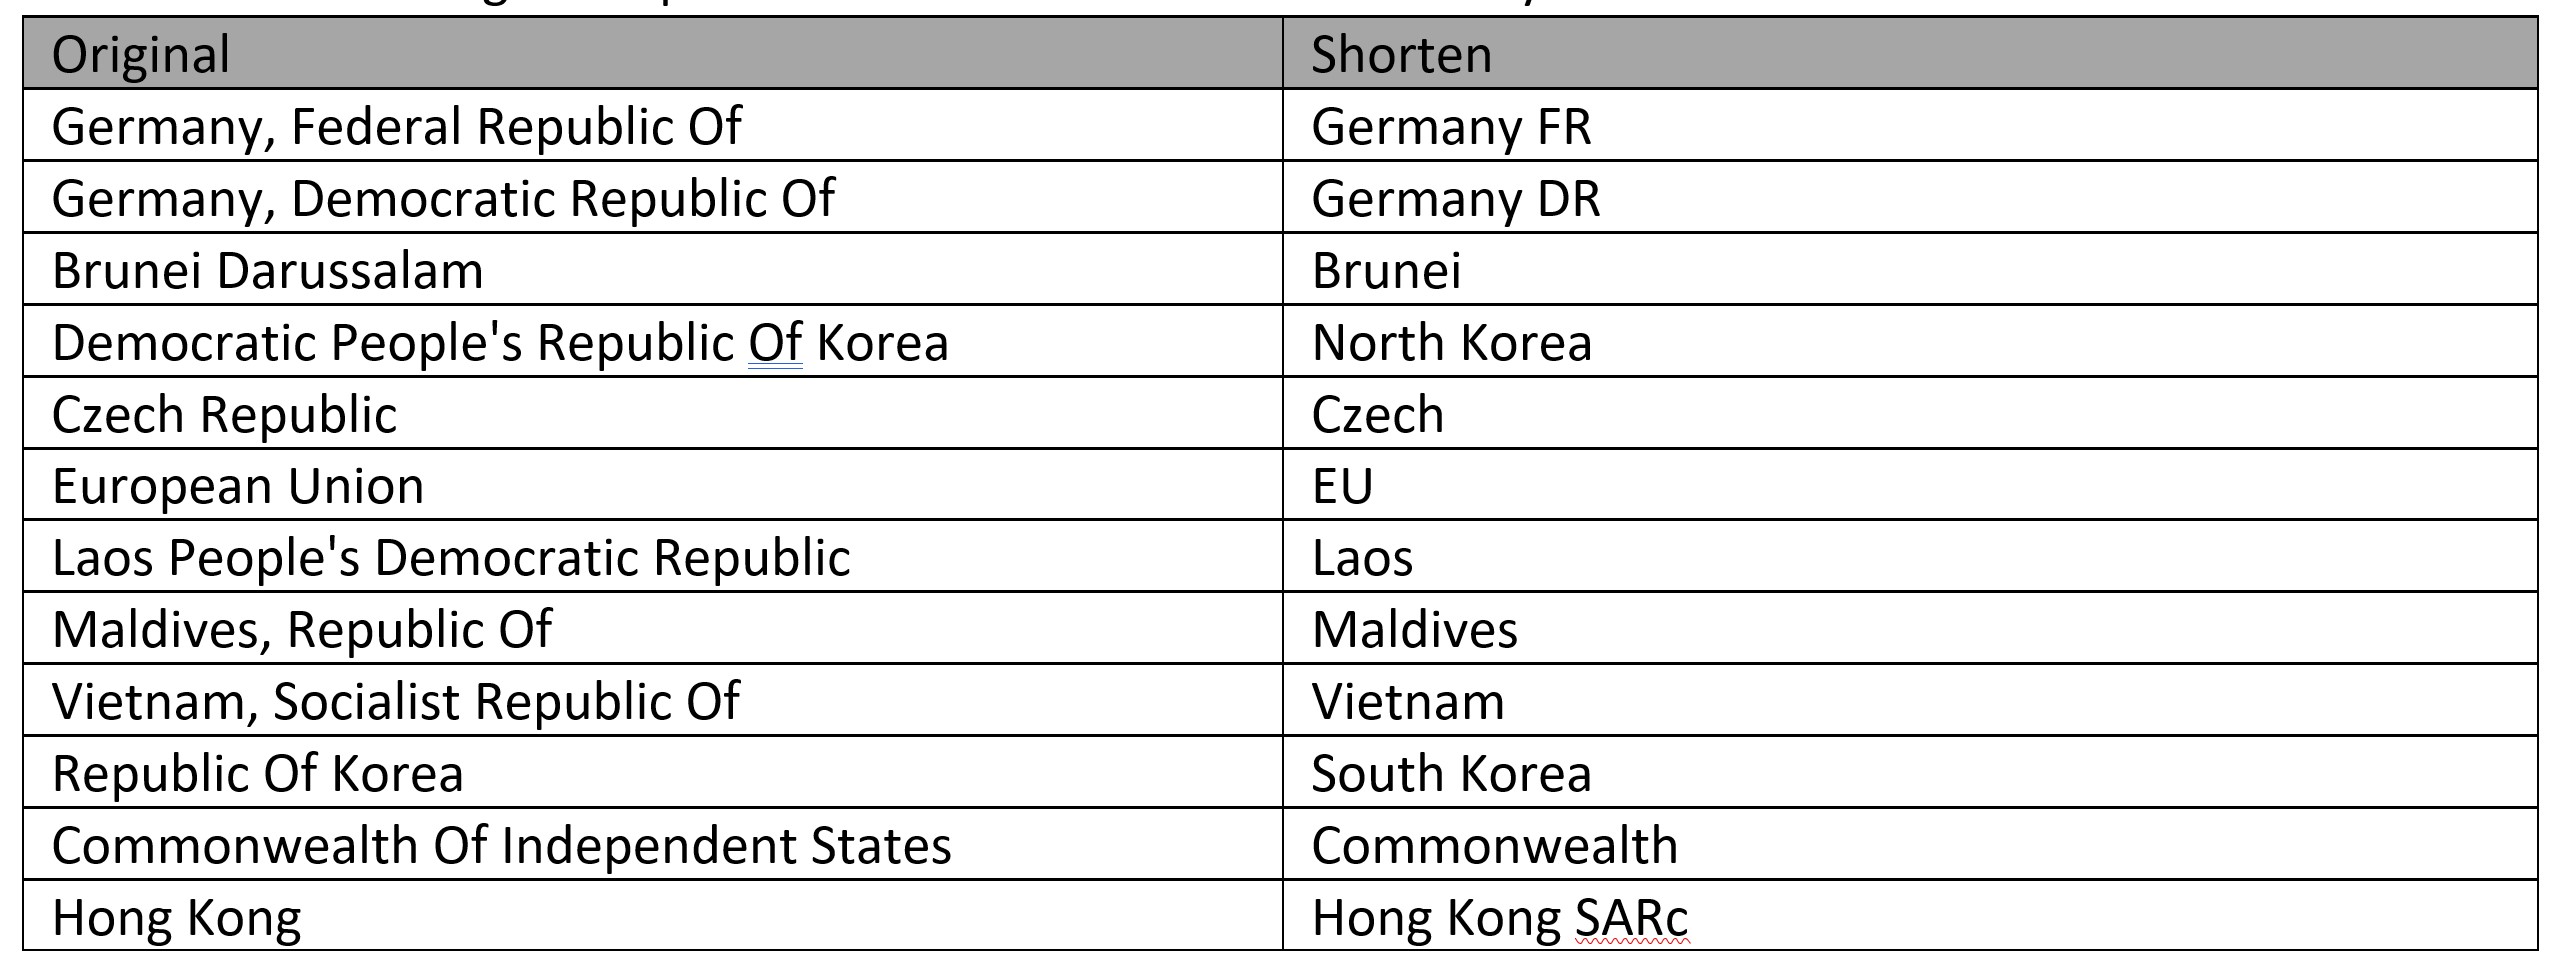 Original Shorten
Germany, Federal Republic Of Germany FR
Germany, Democratic Republic Of Germany DR
Brunei Darussalam Brunei
Democratic People's Republic Of Korea North Korea
Czech Republic Czech
European Union EU
Laos People's Democratic Republic Laos
Maldives, Republic Of Maldives
Vietnam, Socialist Republic Of Vietnam
Republic Of Korea South Korea
Commonwealth Of Independent States Commonwealth
Hong Kong Hong Kong SARc